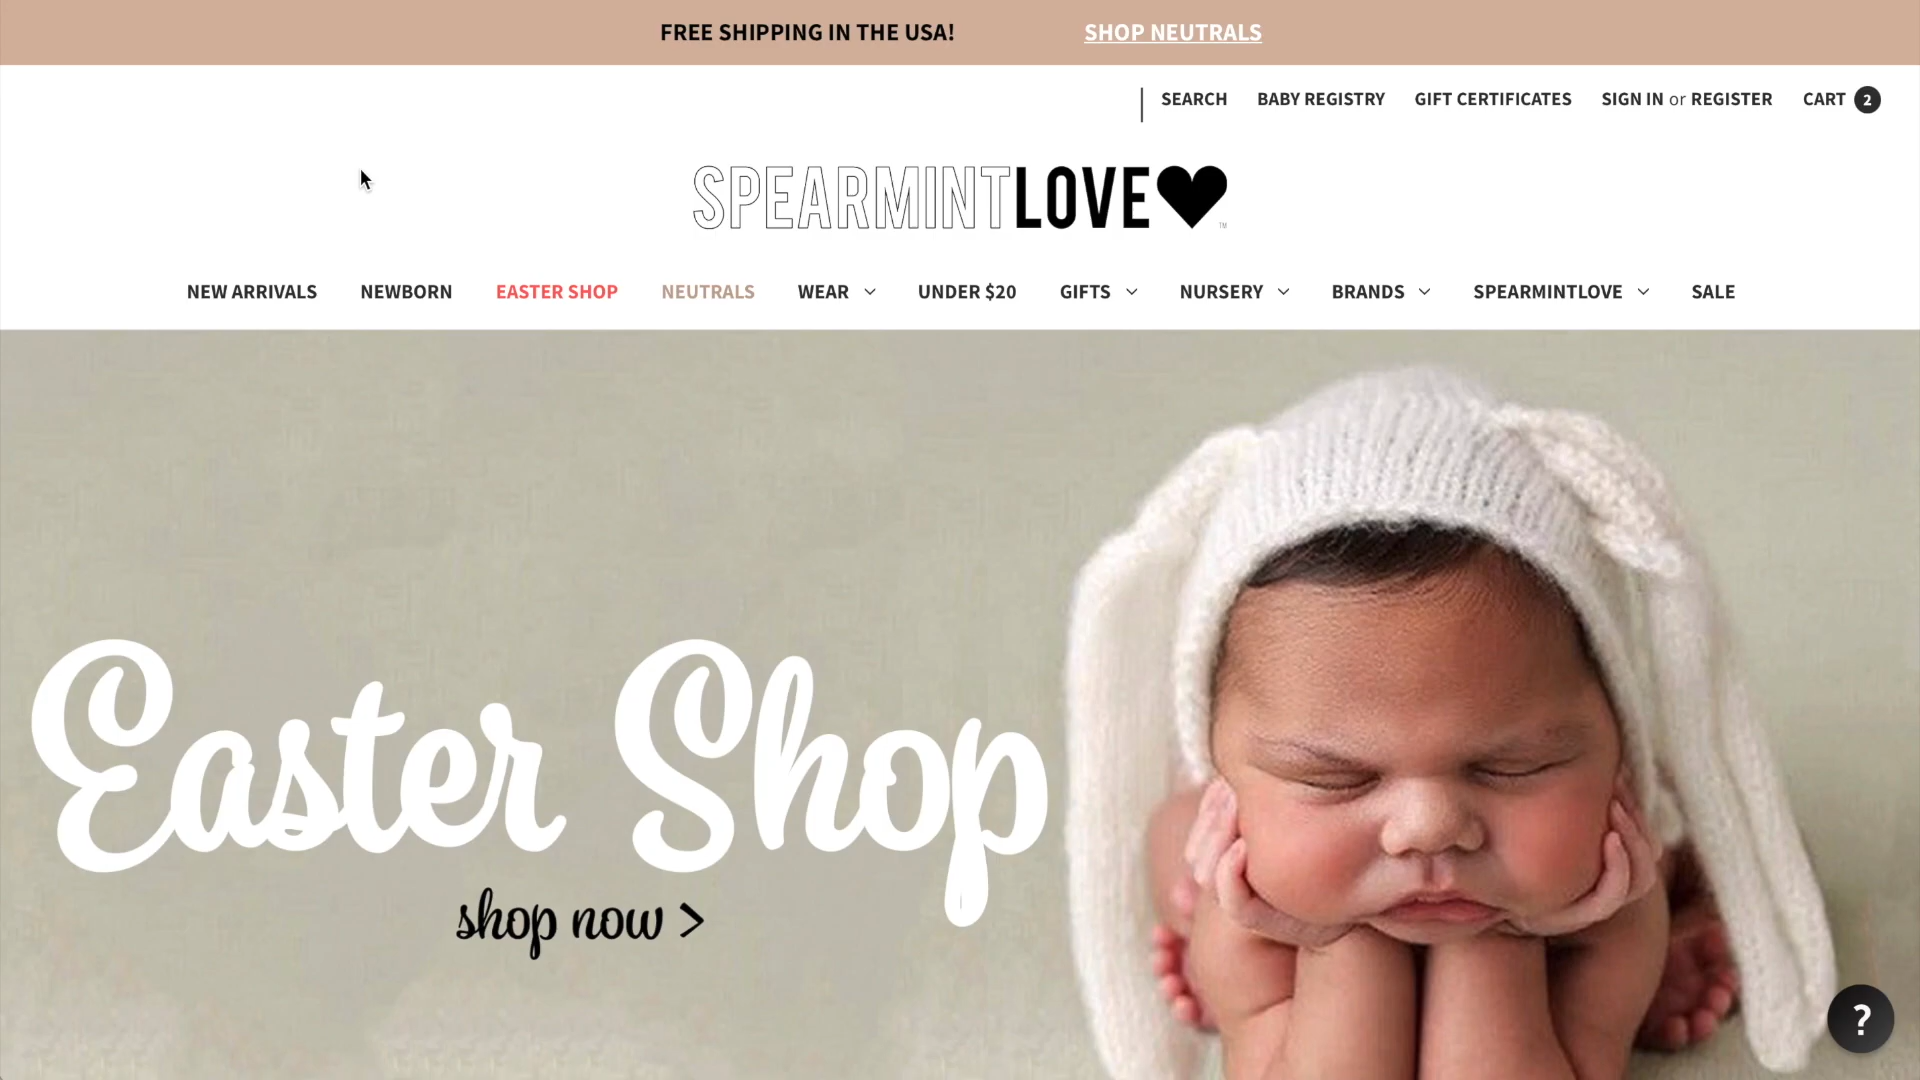 FREE SHIPPING IN THE USA! SHOP NEUTRALS
SEARCH BABY REGISTRY GIFT CERTIFICATES SIGN IN or REGISTER CART 2
SPEARMINTLOVE
TM
NEW ARRIVALS NEWBORN EASTER SHOP NEUTRALS WEAR UNDER $20 GIFTS NURSERY BRANDS SPEARMINTLOVE SALE
Easter Shop
shop now >
?